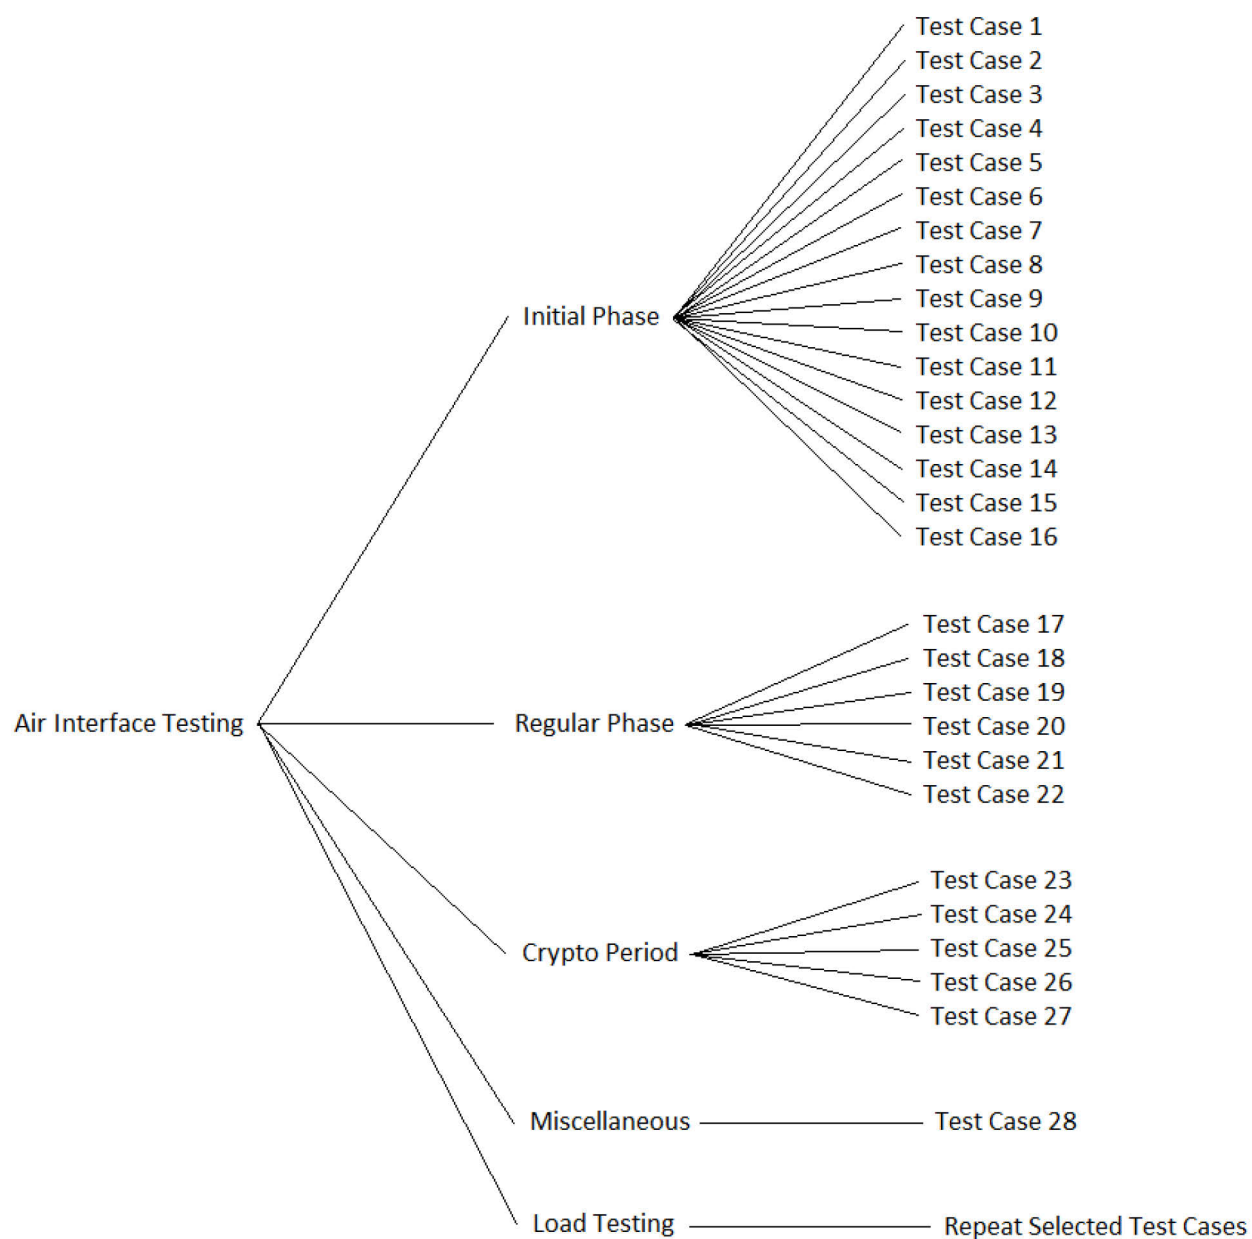 Air Interface Testing
Initial Phase
Test Case 1
Test Case 2
Test Case 3
Test Case 4
Test Case 5
Test Case 6
Test Case 7
Test Case 8
Test Case 9
Test Case 10
Test Case 11
Test Case 12
Test Case 13
Test Case 14
Test Case 15
Test Case 16
Regular Phase
Test Case 17
Test Case 18
Test Case 19
Test Case 20
Test Case 21
Test Case 22
Crypto Period
Test Case 23
Test Case 24
Test Case 25
Test Case 26
Test Case 27
Miscellaneous
Test Case 28
Load Testing
Repeat Selected Test Cases